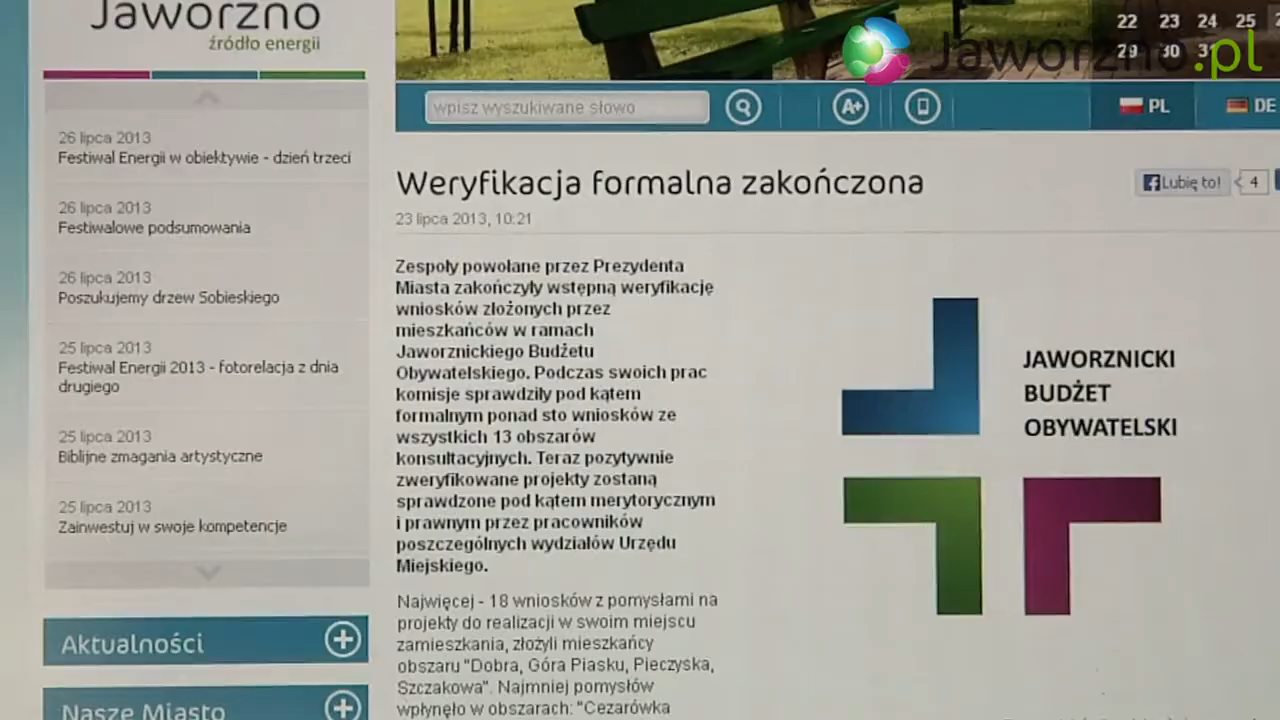 Jaworzno
źródło energii
22 23 24 25
29 30 31
Jaworzno.pl
wpisz wyszukiwane słowo
A+
PL
DE
26 lipca 2013
Festiwal Energii w obiektywie - dzień trzeci
26 lipca 2013
Festiwalowe podsumowania
26 lipca 2013
Poszukujemy drzew Sobieskiego
25 lipca 2013
Festiwal Energii 2013 - fotorelacja z dnia
drugiego
25 lipca 2013
Biblijne zmagania artystyczne
25 lipca 2013
Zainwestuj w swoje kompetencje
Aktualności
Nasze Miasto
Weryfikacja formalna zakończona
Lubię to! 4
23 lipca 2013, 10:21
Zespoły powołane przez Prezydenta
Miasta zakończyły wstępną weryfikację
wniosków złożonych przez
mieszkańców w ramach
Jaworznickiego Budżetu
Obywatelskiego. Podczas swoich prac
komisje sprawdziły pod kątem
formalnym ponad sto wniosków ze
wszystkich 13 obszarów
konsultacyjnych. Teraz pozytywnie
zweryfikowane projekty zostaną
sprawdzone pod kątem merytorycznym
i prawnym przez pracowników
poszczególnych wydziałów Urzędu
Miejskiego.
Najwięcej - 18 wniosków z pomysłami na
projekty do realizacji w swoim miejscu
zamieszkania, złożyli mieszkańcy
obszaru "Dobra, Góra Piasku, Pieczyska,
Szczakowa". Najmniej pomysłów
wpłynęło w obszarach: "Cezarówka
JAWORZNICKI
BUDŻET
OBYWATELSKI